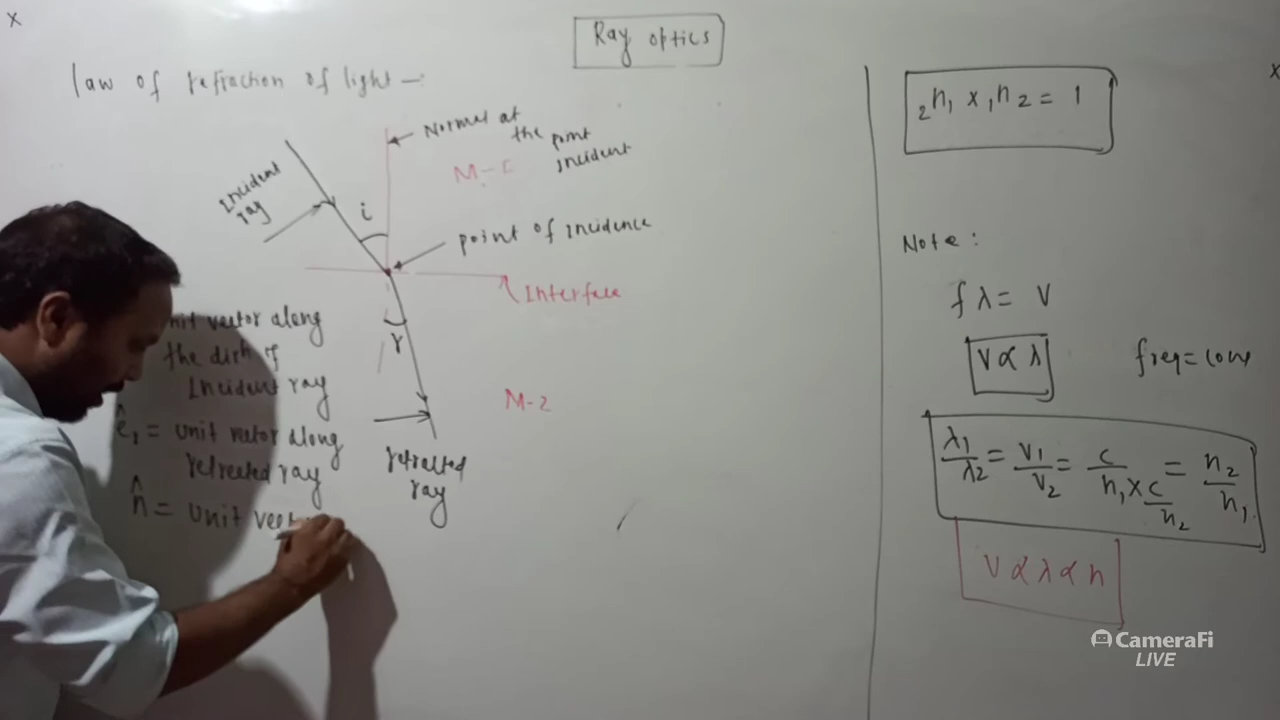 x
Ray optics
law of refraction of light -:
Normal at
the point
incident
M-
Incident
ray
i
point of incidence
Interface
r
M-2
unit vector along
the dirn of
Incident ray
ê₁ = unit vector along
refracted ray
n̂ = unit vect
refracted
ray
₂n₁ x ₁n₂ = 1
Note:
fλ = v
v ∝ λ
freq = cons
λ₁/λ₂ = v₁/v₂ = c/n₁ x c/n₂ = n₂/n₁
v ∝ λ ∝ n
x
CameraFi
LIVE